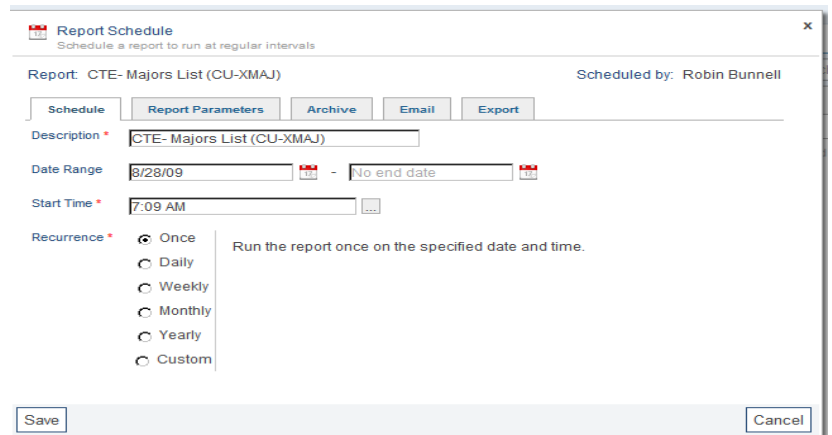 Report Schedule
x
Schedule a report to run at regular intervals
Report: CTE- Majors List (CU-XMAJ)
Scheduled by: Robin Bunnell
Schedule
Report Parameters
Archive
Email
Export
Description *
CTE- Majors List (CU-XMAJ)
Date Range
8/28/09
-
No end date
Start Time *
7:09 AM
...
Recurrence *
Once
Run the report once on the specified date and time.
Daily
Weekly
Monthly
Yearly
Custom
Save
Cancel